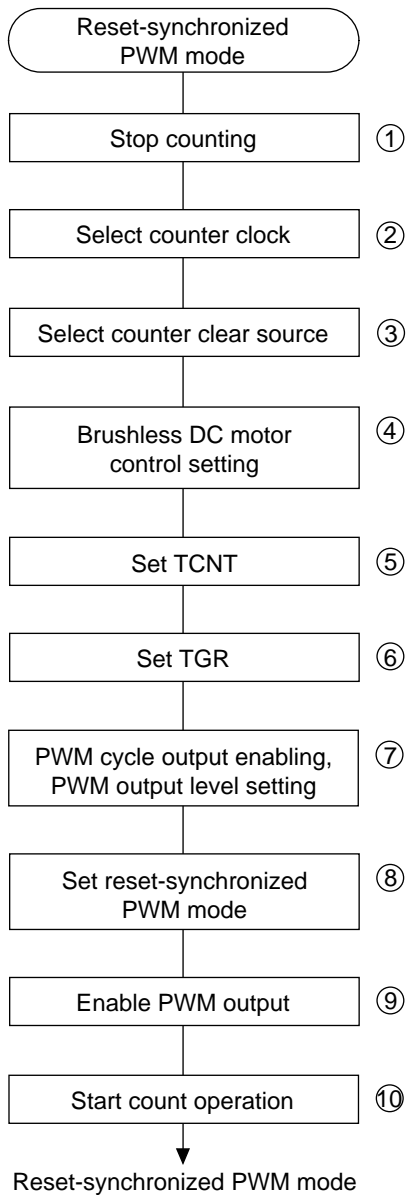 Reset-synchronized
PWM mode
Stop counting
①
Select counter clock
②
Select counter clear source
③
Brushless DC motor
control setting
④
Set TCNT
⑤
Set TGR
⑥
PWM cycle output enabling,
PWM output level setting
⑦
Set reset-synchronized
PWM mode
⑧
Enable PWM output
⑨
Start count operation
⑩
Reset-synchronized PWM mode